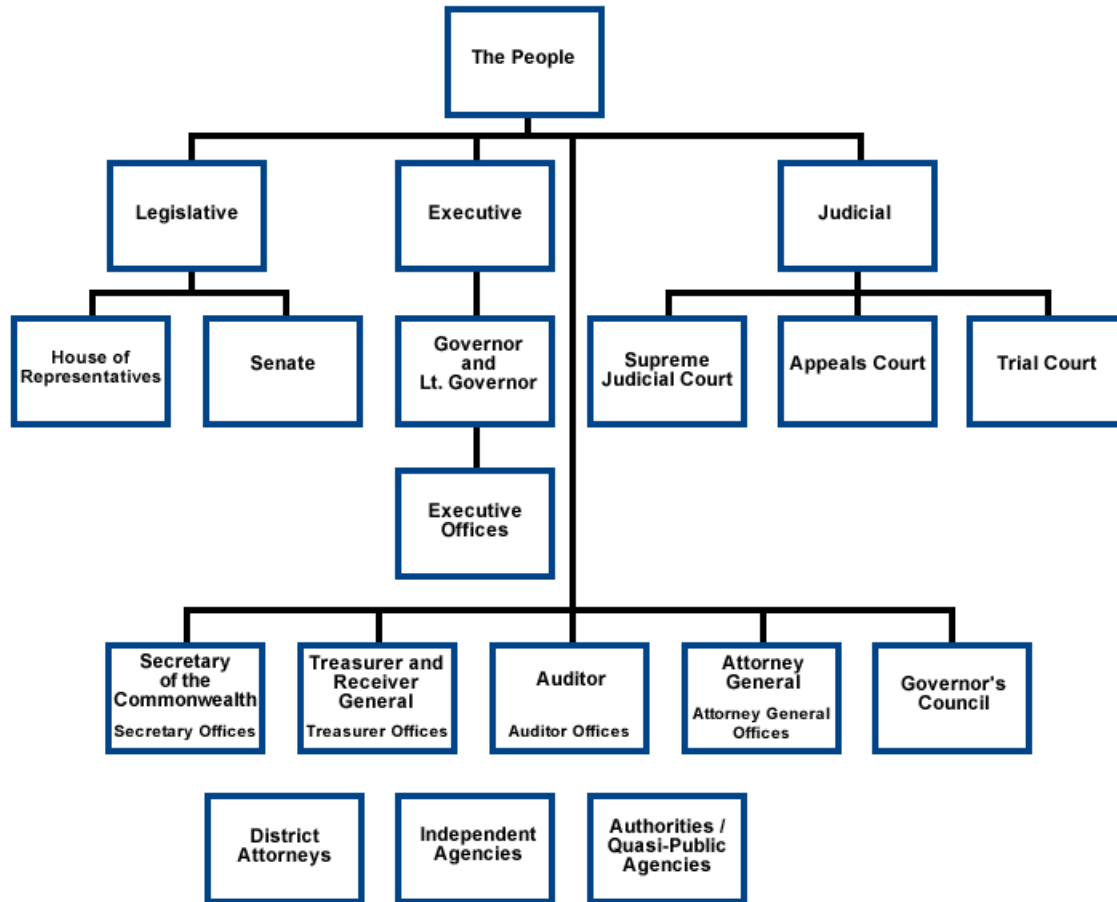 The People
Legislative
Executive
Judicial
House of
Representatives
Senate
Governor
and
Lt. Governor
Supreme
Judicial Court
Appeals Court
Trial Court
Executive
Offices
Secretary
of the
Commonwealth
Secretary Offices
Treasurer and
Receiver
General
Treasurer Offices
Auditor
Auditor Offices
Attorney
General
Attorney General
Offices
Governor's
Council
District
Attorneys
Independent
Agencies
Authorities /
Quasi-Public
Agencies